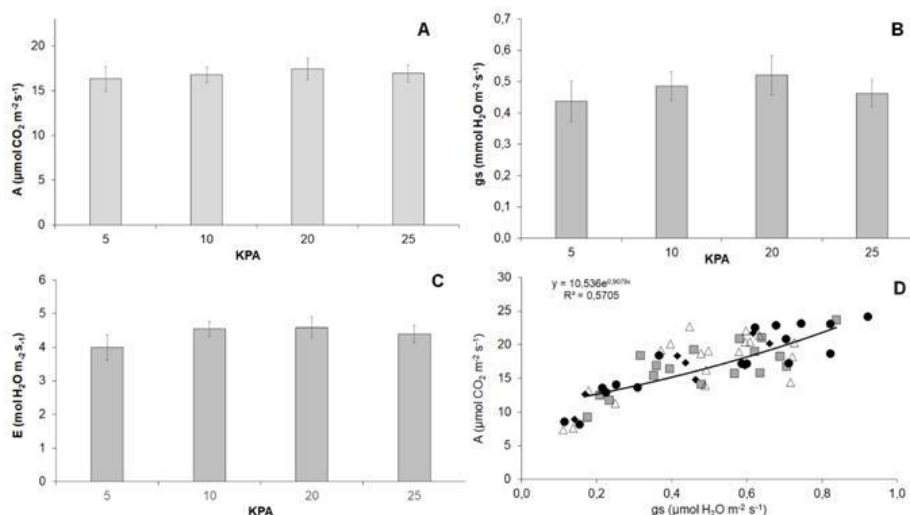 A
20
15
10
5
0
A (µmol CO2 m-2 s-1)
5 10 20 25
KPA
B
0,7
0,6
0,5
0,4
0,3
0,2
0,1
0
gs (mmol H2O m-2 s-1)
5 10 20 25
KPA
C
6
5
4
3
2
1
0
E (mol H2O m-2 s-1)
5 10 20 25
KPA
D
y = 10,536e
R² = 0,5705
30
25
20
15
10
5
0
A (µmol CO2 m-2 s-1)
0,0 0,2 0,4 0,6 0,8 1,0
gs (µmol H2O m-2 s-1)